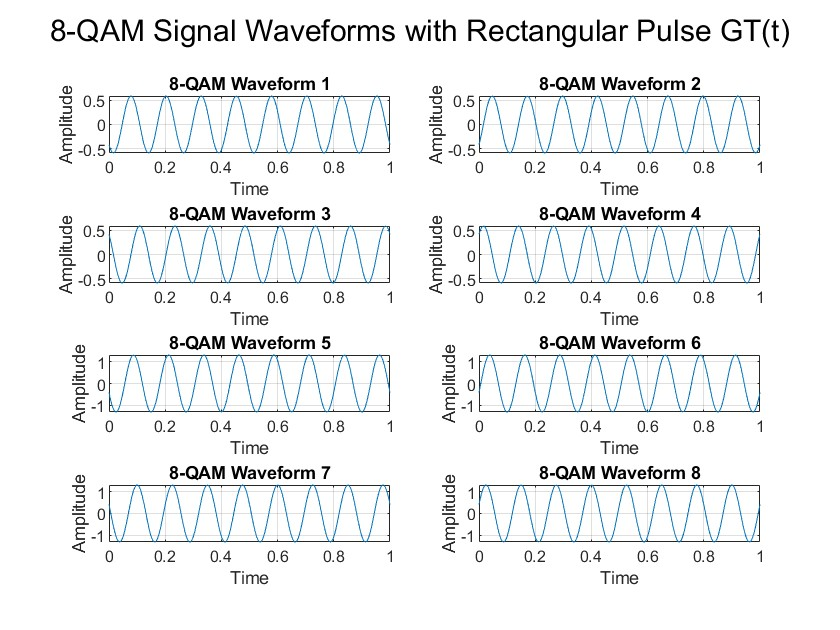 8-QAM Signal Waveforms with Rectangular Pulse GT(t)
8-QAM Waveform 1
Amplitude
0.5
0
-0.5
0 0.2 0.4 0.6 0.8 1
Time
8-QAM Waveform 2
Amplitude
0.5
0
-0.5
0 0.2 0.4 0.6 0.8 1
Time
8-QAM Waveform 3
Amplitude
0.5
0
-0.5
0 0.2 0.4 0.6 0.8 1
Time
8-QAM Waveform 4
Amplitude
0.5
0
-0.5
0 0.2 0.4 0.6 0.8 1
Time
8-QAM Waveform 5
Amplitude
1
0
-1
0 0.2 0.4 0.6 0.8 1
Time
8-QAM Waveform 6
Amplitude
1
0
-1
0 0.2 0.4 0.6 0.8 1
Time
8-QAM Waveform 7
Amplitude
1
0
-1
0 0.2 0.4 0.6 0.8 1
Time
8-QAM Waveform 8
Amplitude
1
0
-1
0 0.2 0.4 0.6 0.8 1
Time